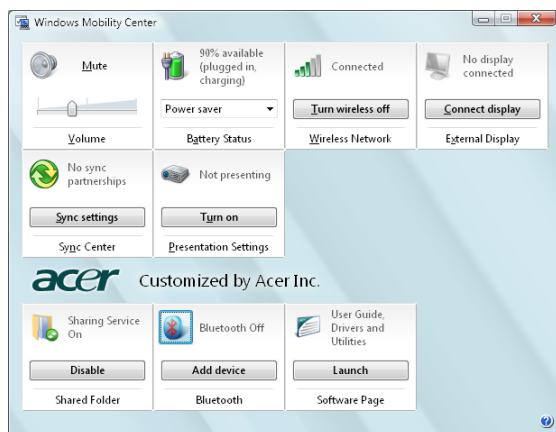 Windows Mobility Center
Mute
Volume
90% available
(plugged in,
charging)
Power saver
Battery Status
Connected
Turn wireless off
Wireless Network
No display
connected
Connect display
External Display
No sync
partnerships
Sync settings
Sync Center
Not presenting
Turn on
Presentation Settings
acer Customized by Acer Inc.
Sharing Service
On
Disable
Shared Folder
Bluetooth Off
Add device
Bluetooth
User Guide,
Drivers and
Utilities
Launch
Software Page